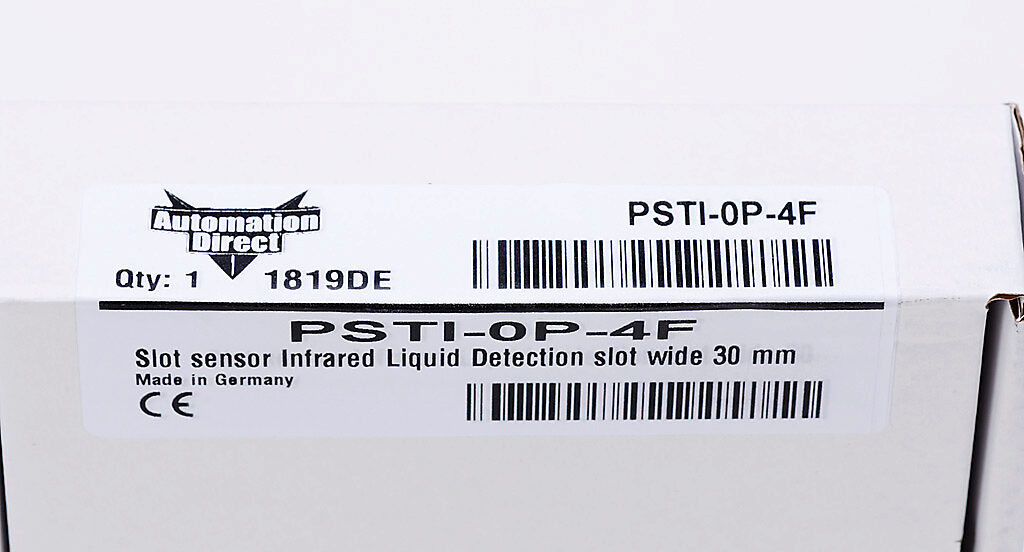 Automation
Direct
PSTI-0P-4F
Qty: 1 1819DE
PSTI-0P-4F
Slot sensor Infrared Liquid Detection slot wide 30 mm
Made in Germany
CE